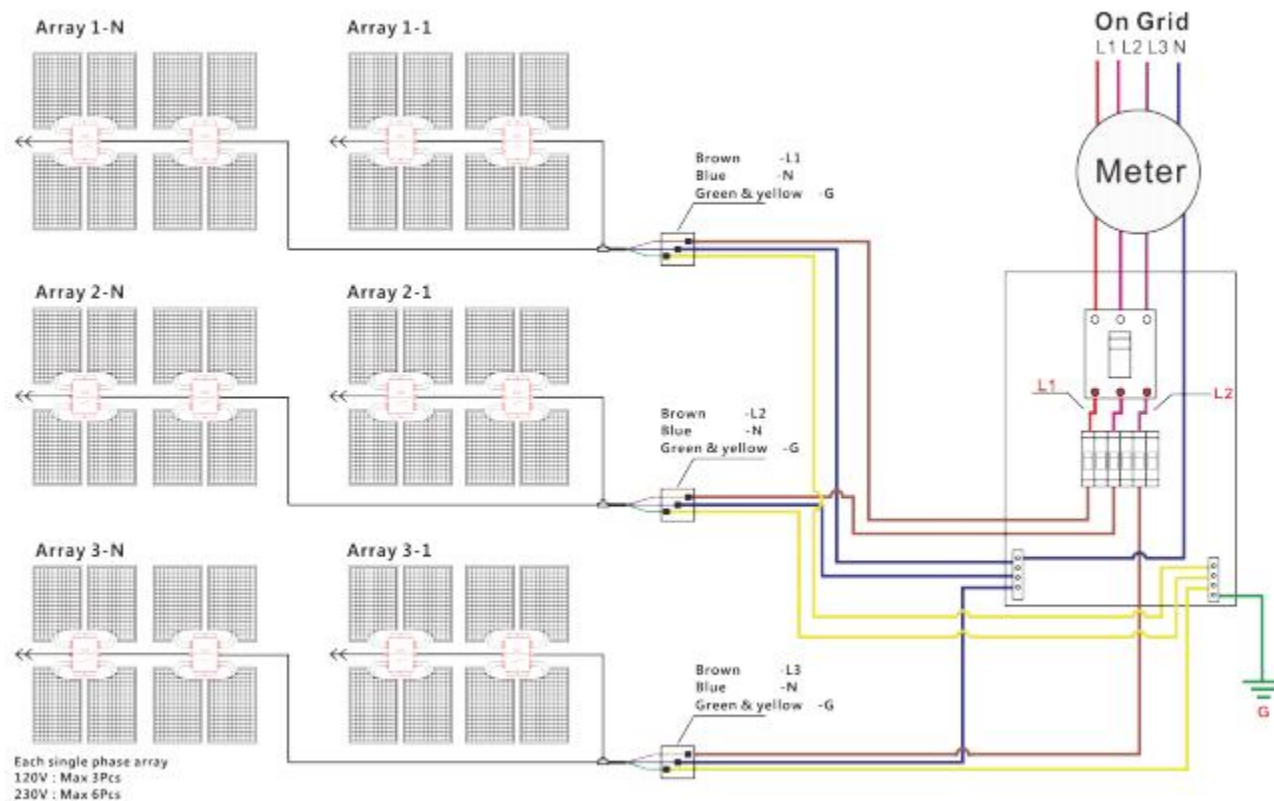 Array 1-N
Array 1-1
On Grid
L1 L2 L3 N
Brown -L1
Blue -N
Green & yellow -G
Meter
Array 2-N
Array 2-1
L1
L2
Brown -L2
Blue -N
Green & yellow -G
Array 3-N
Array 3-1
Brown -L3
Blue -N
Green & yellow -G
G
Each single phase array
120V : Max 3Pcs
230V : Max 6Pcs